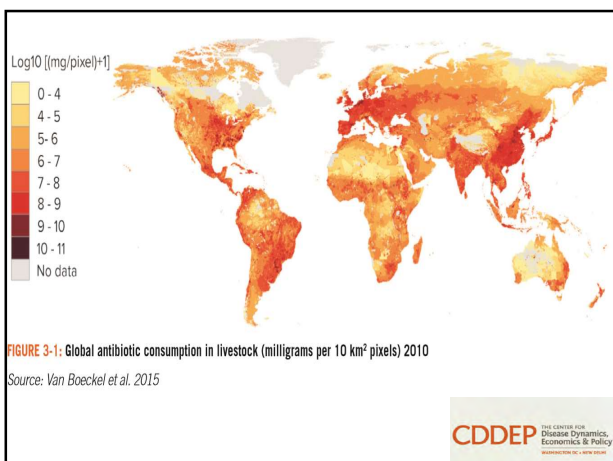 Log10 [(mg/pixel)+1]
0 - 4
4 - 5
5- 6
6 - 7
7 - 8
8 - 9
9 - 10
10 - 11
No data
FIGURE 3-1: Global antibiotic consumption in livestock (milligrams per 10 km² pixels) 2010
Source: Van Boeckel et al. 2015
CDDEP
THE CENTER FOR
Disease Dynamics,
Economics & Policy
WASHINGTON DC • NEW DELHI